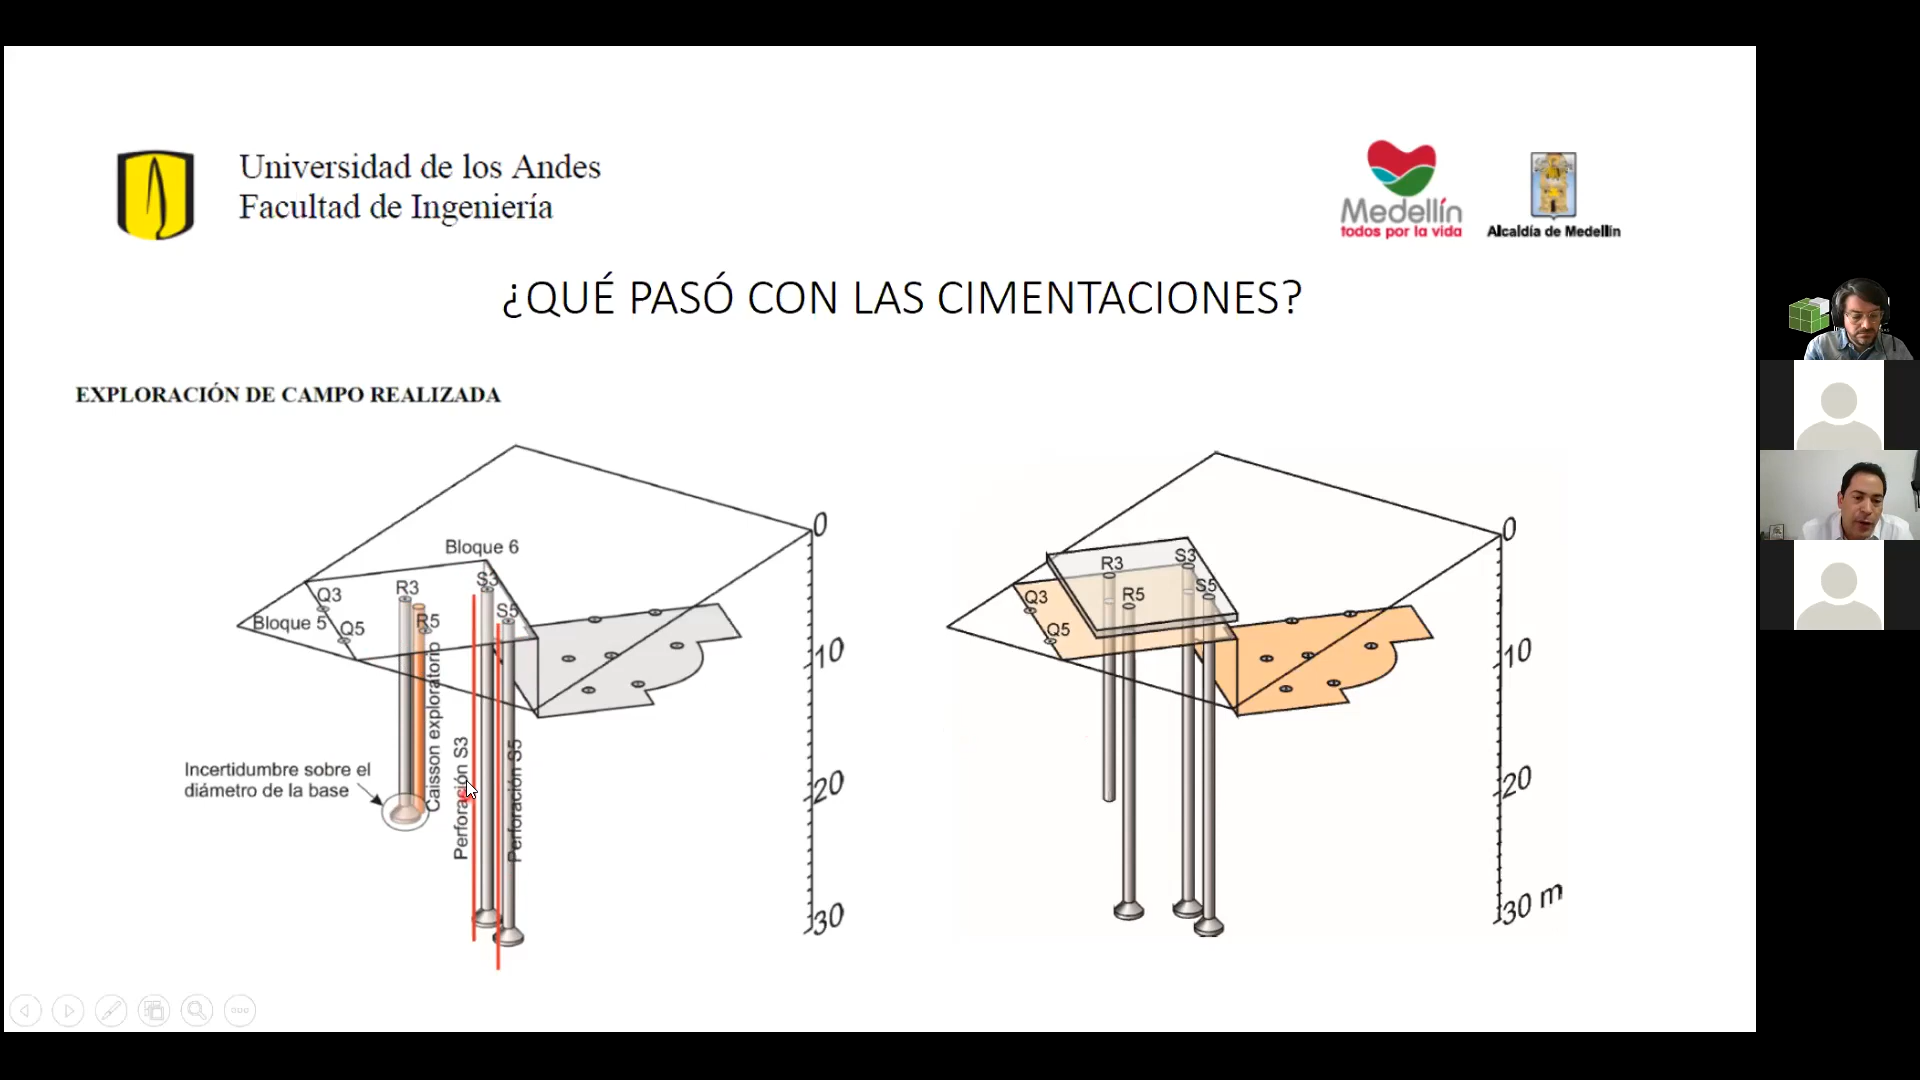 Universidad de los Andes
Facultad de Ingeniería
Medellín
todos por la vida
Alcaldía de Medellín
¿QUÉ PASÓ CON LAS CIMENTACIONES?
EXPLORACIÓN DE CAMPO REALIZADA
0
Bloque 6
Q3
R3
S3
Bloque 5
Q5
R5
S5
10
Caisson exploratorio
Perforación S3
Perforación S5
Incertidumbre sobre el
diámetro de la base
20
30
0
R3
S3
Q3
R5
S5
Q5
10
20
30 m